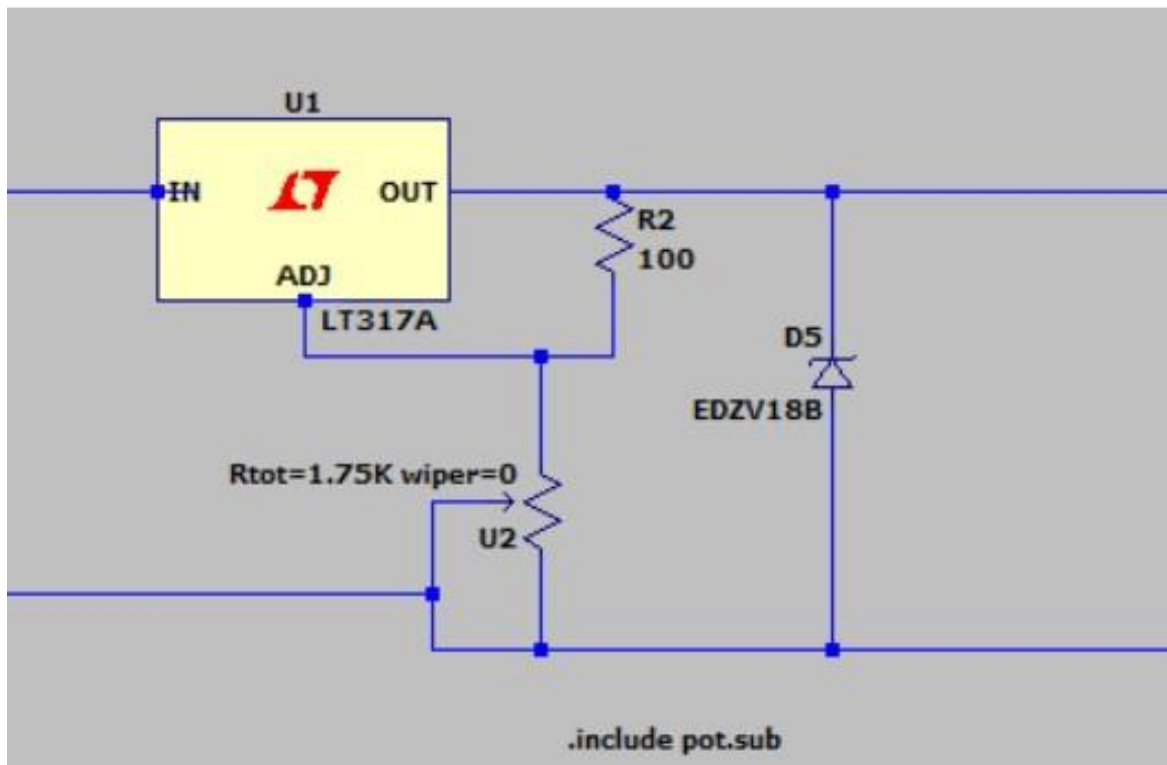 U1
IN
OUT
ADJ
LT317A
R2
100
D5
EDZV18B
Rtot=1.75K wiper=0
U2
.include pot.sub